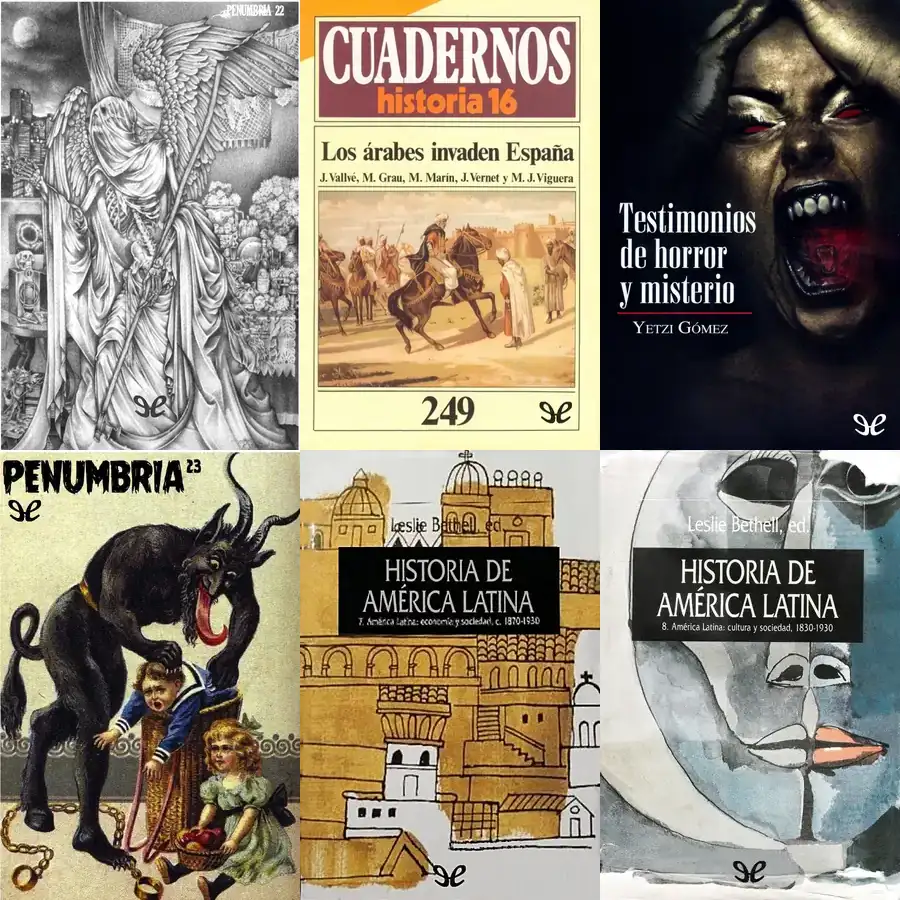 PENUMBRIA 22
CUADERNOS
historia 16
Los árabes invaden España
J. Vallvé, M. Grau, M. Marín, J. Vernet y M. J. Viguera
249
Testimonios
de horror
y misterio
YETZI GÓMEZ
PENUMBRIA 23
Leslie Bethell, ed.
HISTORIA DE
AMÉRICA LATINA
7. América Latina: economía y sociedad, c. 1870-1930
Leslie Bethell, ed.
HISTORIA DE
AMÉRICA LATINA
8. América Latina: cultura y sociedad, 1830-1930